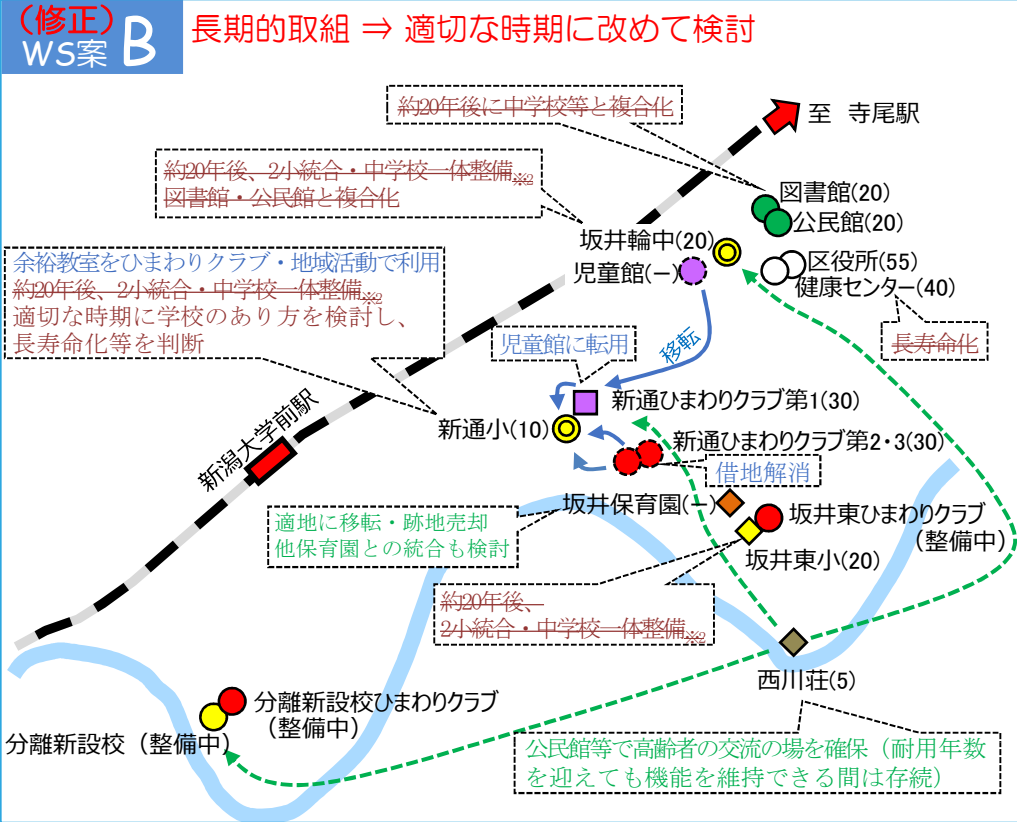 (修正)
WS案 B
長期的取組 ⇒ 適切な時期に改めて検討
約20年後に中学校等と複合化
至 寺尾駅
約20年後、2小統合・中学校一体整備※2
図書館・公民館と複合化
図書館(20)
公民館(20)
坂井輪中(20)
児童館(-)
区役所(55)
健康センター(40)
余裕教室をひまわりクラブ・地域活動で利用
約20年後、2小統合・中学校一体整備※2
適切な時期に学校のあり方を検討し、
長寿命化等を判断
長寿命化
児童館に転用
移転
新通ひまわりクラブ第1(30)
新通小(10)
新通ひまわりクラブ第2・3(30)
借地解消
新潟大学前駅
坂井保育園(-)
適地に移転・跡地売却
他保育園との統合も検討
坂井東ひまわりクラブ
(整備中)
坂井東小(20)
約20年後、
2小統合・中学校一体整備※2
西川荘(5)
分離新設校ひまわりクラブ
(整備中)
分離新設校(整備中)
公民館等で高齢者の交流の場を確保(耐用年数
を迎えても機能を維持できる間は存続)